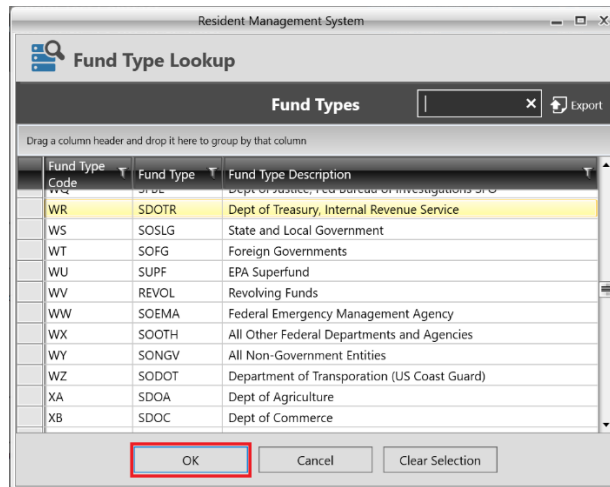 Resident Management System
Fund Type Lookup
Fund Types
Export
Drag a column header and drop it here to group by that column
Fund Type Code Fund Type Fund Type Description
WR SDOTR Dept of Treasury, Internal Revenue Service
WS SOSLG State and Local Government
WT SOFG Foreign Governments
WU SUPF EPA Superfund
WV REVOL Revolving Funds
WW SOEMA Federal Emergency Management Agency
WX SOOTH All Other Federal Departments and Agencies
WY SONGV All Non-Government Entities
WZ SODOT Department of Transporation (US Coast Guard)
XA SDOA Dept of Agriculture
XB SDOC Dept of Commerce
OK Cancel Clear Selection